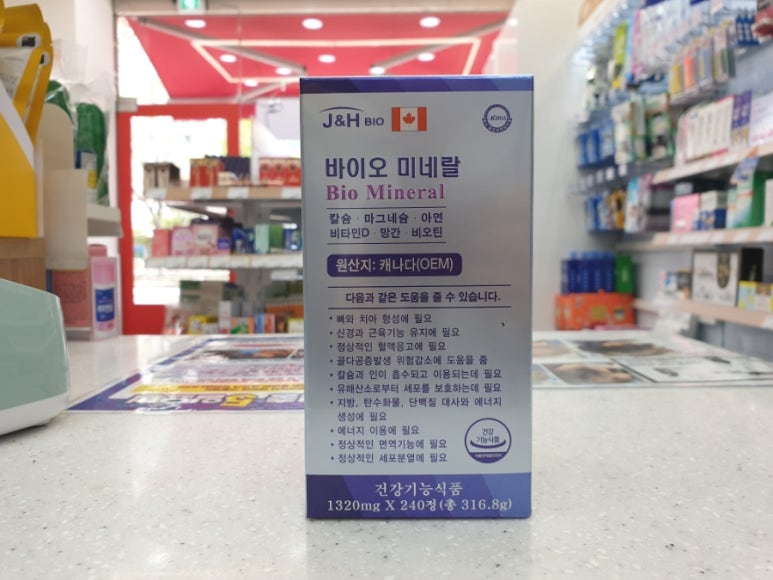 J&H BIO
바이오 미네랄
Bio Mineral
칼슘 · 마그네슘 · 아연
비타민D · 망간 · 비오틴
원산지: 캐나다(OEM)
다음과 같은 도움을 줄 수 있습니다.
• 뼈와 치아 형성에 필요
• 신경과 근육기능 유지에 필요
• 정상적인 혈액응고에 필요
• 골다공증발생 위험감소에 도움을 줌
• 칼슘과 인이 흡수되고 이용되는데 필요
• 유해산소로부터 세포를 보호하는데 필요
• 지방, 탄수화물, 단백질 대사와 에너지
생성에 필요
• 에너지 이용에 필요
• 정상적인 면역기능에 필요
• 정상적인 세포분열에 필요
건강
기능식품
건강기능식품
1320mg X 240정(총 316.8g)